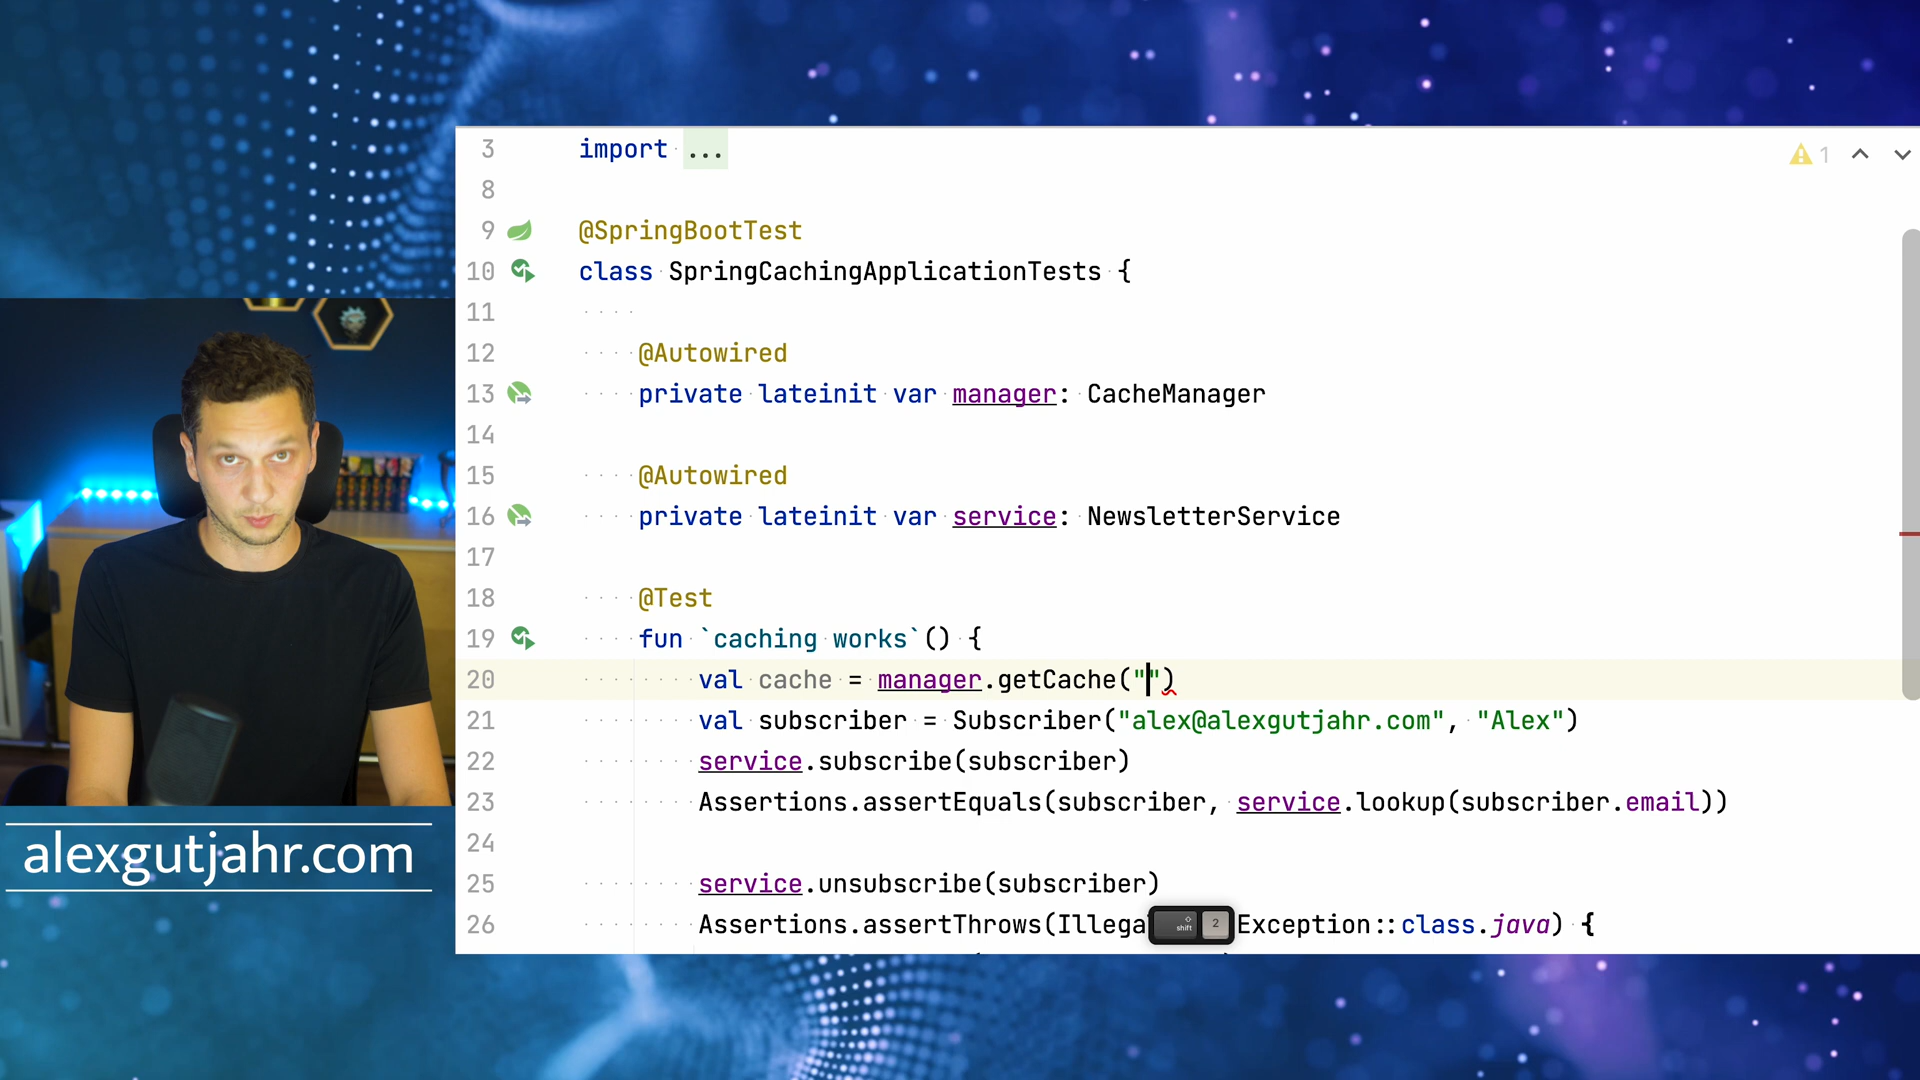 3 import ...
8
9 @SpringBootTest
10 class SpringCachingApplicationTests {
11
12 @Autowired
13 private lateinit var manager: CacheManager
14
15 @Autowired
16 private lateinit var service: NewsletterService
17
18 @Test
19 fun `caching works`() {
20 val cache = manager.getCache("")
21 val subscriber = Subscriber("alex@alexgutjahr.com", "Alex")
22 service.subscribe(subscriber)
23 Assertions.assertEquals(subscriber, service.lookup(subscriber.email))
24
25 service.unsubscribe(subscriber)
26 Assertions.assertThrows(Illega Exception::class.java) {
1
shift 2
alexgutjahr.com